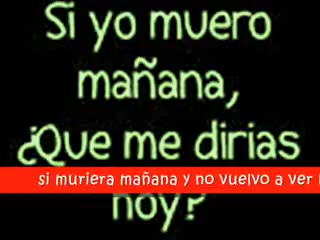 Si yo muero
mañana,
¿Que me dirias
si muriera mañana y no vuelvo a ver
hoy?